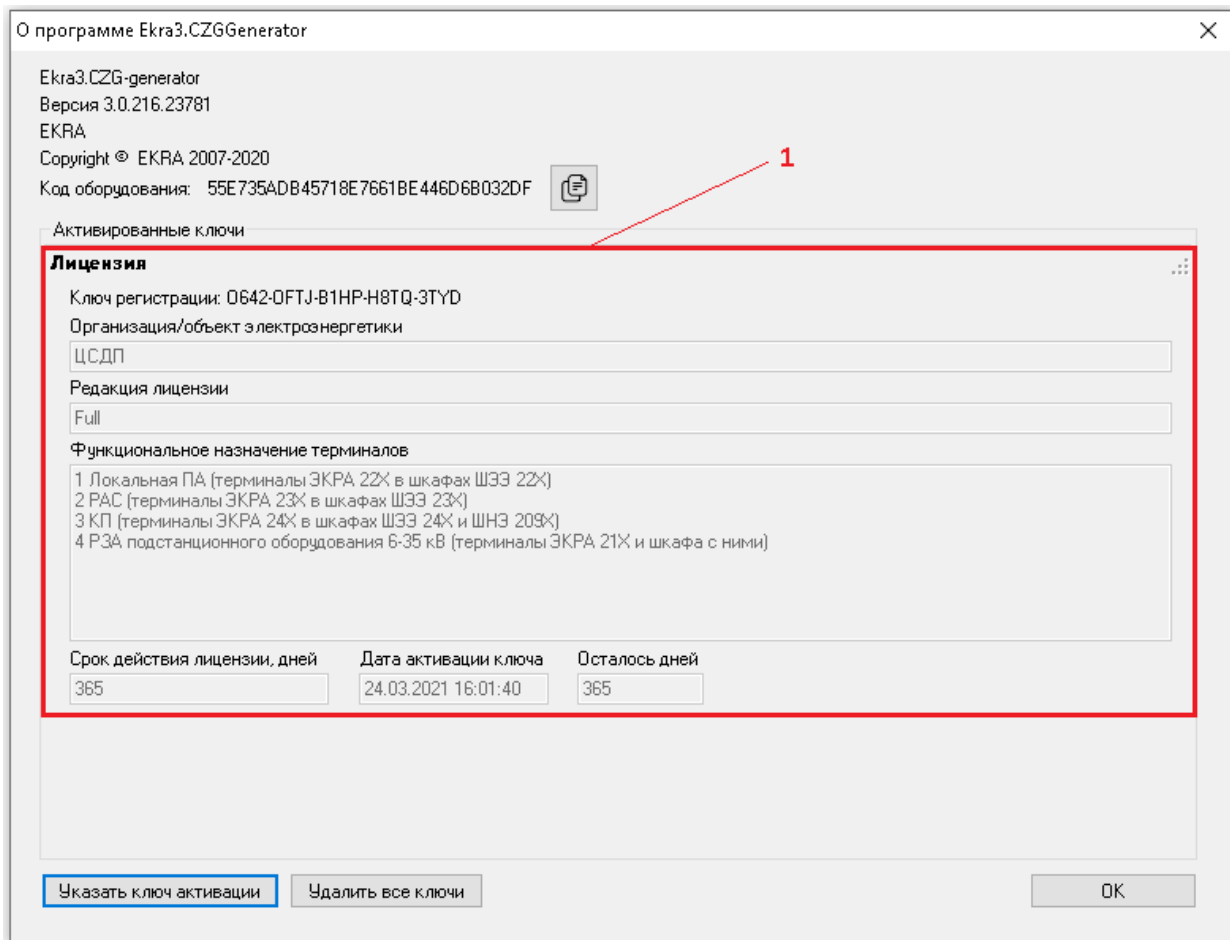 О программе Ekra3.CZGGenerator
Ekra3.CZG-generator
Версия 3.0.216.23781
EKRA
Copyright © EKRA 2007-2020
Код оборудования: 55E735ADB45718E7661BE446D6B032DF
1
Активированные ключи
Лицензия
Ключ регистрации: 0642-0FTJ-B1HP-H8TQ-3TYD
Организация/объект электроэнергетики
ЦСДП
Редакция лицензии
Full
Функциональное назначение терминалов
1 Локальная ПА (терминалы ЭКРА 22X в шкафах ШЭЭ 22X)
2 РАС (терминалы ЭКРА 23X в шкафах ШЭЭ 23X)
3 КП (терминалы ЭКРА 24X в шкафах ШЭЭ 24X и ШНЭ 209X)
4 РЗА подстанционного оборудования 6-35 кВ (терминалы ЭКРА 21X и шкафа с ними)
Срок действия лицензии, дней Дата активации ключа Осталось дней
365 24.03.2021 16:01:40 365
Указать ключ активации Удалить все ключи OK